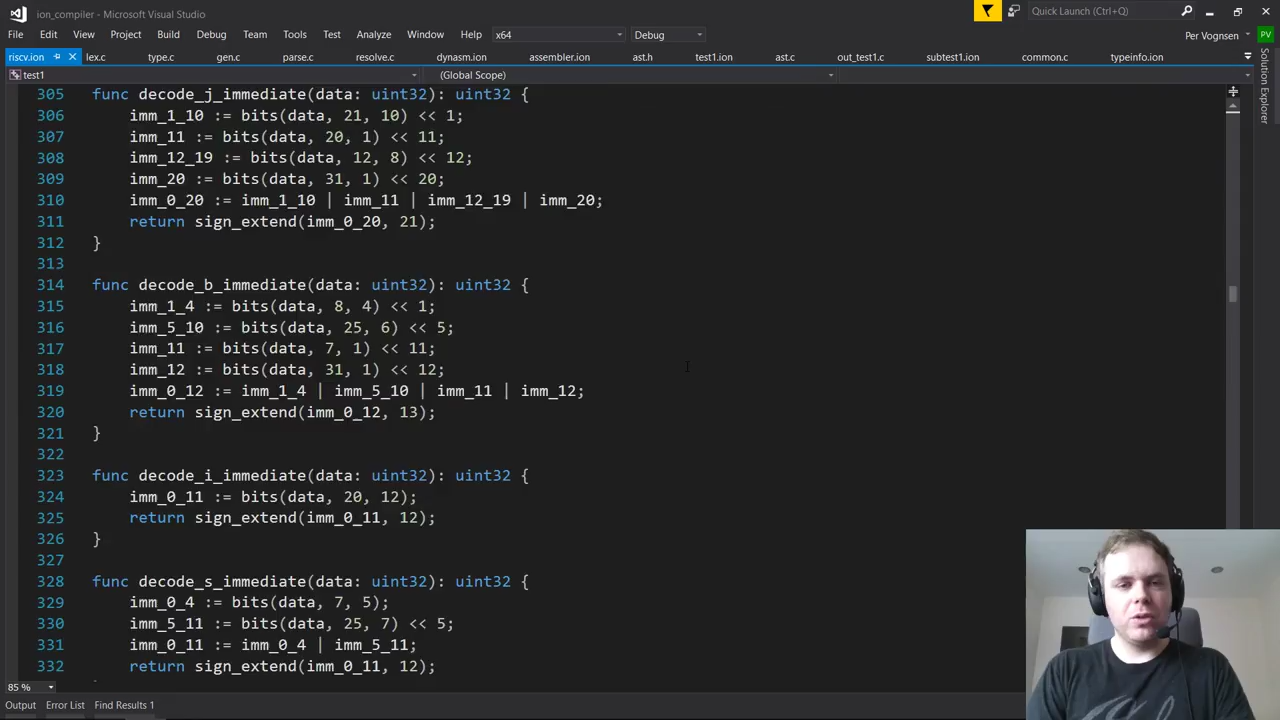 ion_compiler - Microsoft Visual Studio
Quick Launch (Ctrl+Q)
File Edit View Project Build Debug Team Tools Test Analyze Window Help
x64
Debug
Per Vognsen
PV
riscv.ion lex.c type.c gen.c parse.c resolve.c dynasm.ion assembler.ion ast.h test1.ion ast.c out_test1.c subtest1.ion common.c typeinfo.ion
test1
(Global Scope)
Solution Explorer
305 func decode_j_immediate(data: uint32): uint32 {
306 imm_1_10 := bits(data, 21, 10) << 1;
307 imm_11 := bits(data, 20, 1) << 11;
308 imm_12_19 := bits(data, 12, 8) << 12;
309 imm_20 := bits(data, 31, 1) << 20;
310 imm_0_20 := imm_1_10 | imm_11 | imm_12_19 | imm_20;
311 return sign_extend(imm_0_20, 21);
312 }
313
314 func decode_b_immediate(data: uint32): uint32 {
315 imm_1_4 := bits(data, 8, 4) << 1;
316 imm_5_10 := bits(data, 25, 6) << 5;
317 imm_11 := bits(data, 7, 1) << 11;
318 imm_12 := bits(data, 31, 1) << 12;
319 imm_0_12 := imm_1_4 | imm_5_10 | imm_11 | imm_12;
320 return sign_extend(imm_0_12, 13);
321 }
322
323 func decode_i_immediate(data: uint32): uint32 {
324 imm_0_11 := bits(data, 20, 12);
325 return sign_extend(imm_0_11, 12);
326 }
327
328 func decode_s_immediate(data: uint32): uint32 {
329 imm_0_4 := bits(data, 7, 5);
330 imm_5_11 := bits(data, 25, 7) << 5;
331 imm_0_11 := imm_0_4 | imm_5_11;
332 return sign_extend(imm_0_11, 12);
85 %
Output Error List Find Results 1